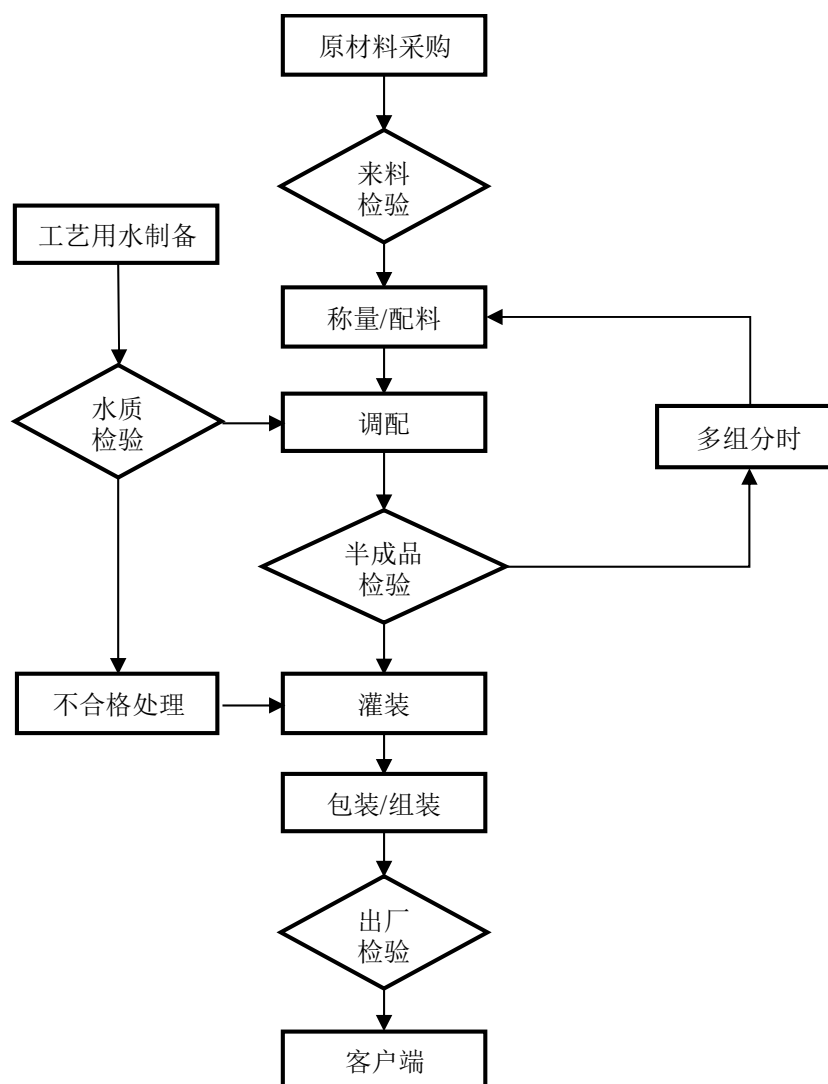 原材料采购
来料
检验
工艺用水制备
称量/配料
水质
检验
调配
多组分时
半成品
检验
不合格处理
灌装
包装/组装
出厂
检验
客户端